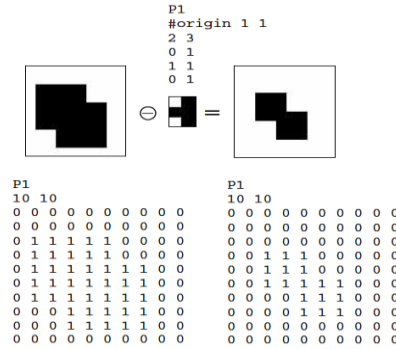 P1
#origin 1 1
2 3
0 1
1 1
0 1
⊖ =
P1
10 10
0 0 0 0 0 0 0 0 0 0
0 0 0 0 0 0 0 0 0 0
0 1 1 1 1 1 0 0 0 0
0 1 1 1 1 1 0 0 0 0
0 1 1 1 1 1 1 1 0 0
0 1 1 1 1 1 1 1 0 0
0 1 1 1 1 1 1 1 0 0
0 0 0 1 1 1 1 1 0 0
0 0 0 1 1 1 1 1 0 0
0 0 0 0 0 0 0 0 0 0
P1
10 10
0 0 0 0 0 0 0 0 0 0
0 0 0 0 0 0 0 0 0 0
0 0 0 0 0 0 0 0 0 0
0 0 1 1 1 0 0 0 0 0
0 0 1 1 1 0 0 0 0 0
0 0 1 1 1 1 1 0 0 0
0 0 0 0 1 1 1 0 0 0
0 0 0 0 1 1 1 0 0 0
0 0 0 0 0 0 0 0 0 0
0 0 0 0 0 0 0 0 0 0